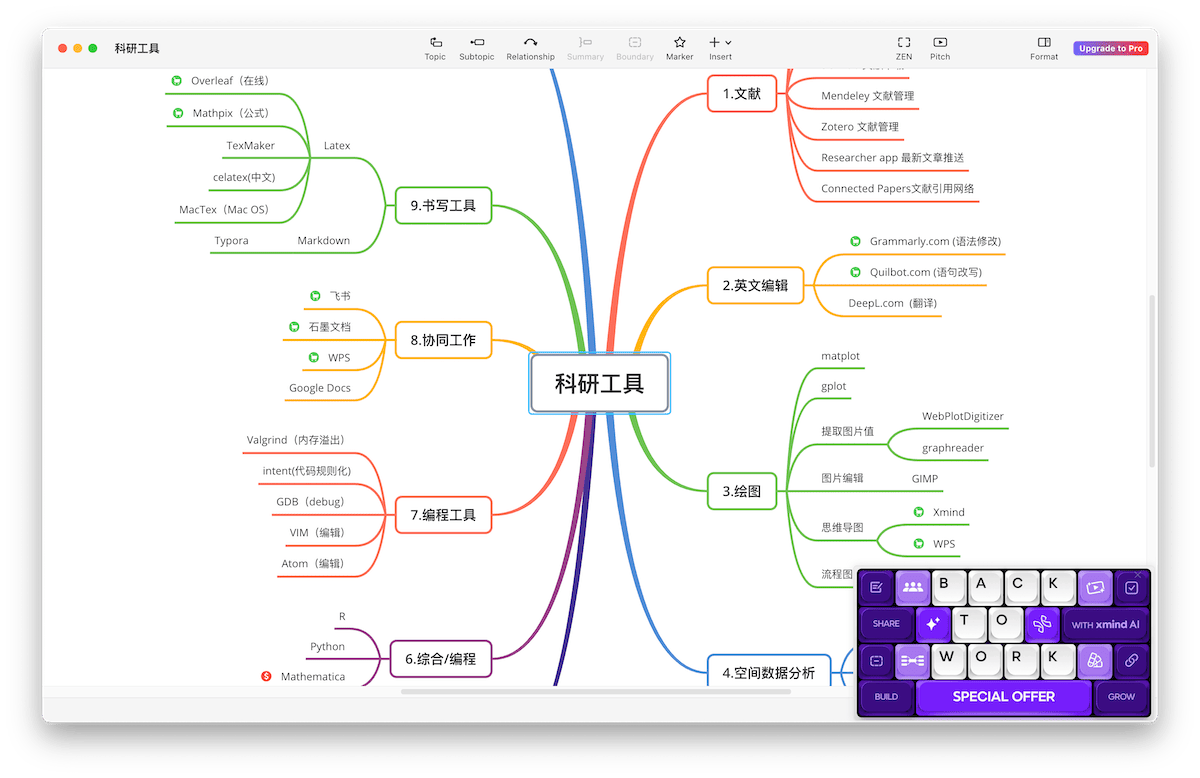 科研工具
Topic
Subtopic
Relationship
Summary
Boundary
Marker
Insert
ZEN
Pitch
Format
Upgrade to Pro
Overleaf（在线）
Mathpix（公式）
TexMaker
celatex(中文)
MacTex（Mac OS）
Latex
Typora
Markdown
9.书写工具
飞书
石墨文档
WPS
Google Docs
8.协同工作
Valgrind（内存溢出）
intent(代码规则化)
GDB（debug）
VIM（编辑）
Atom（编辑）
7.编程工具
R
Python
Mathematica
6.综合/编程
科研工具
1.文献
Mendeley 文献管理
Zotero 文献管理
Researcher app 最新文章推送
Connected Papers文献引用网络
2.英文编辑
Grammarly.com (语法修改)
Quilbot.com (语句改写)
DeepL.com（翻译）
3.绘图
matplot
gplot
提取图片值
WebPlotDigitizer
graphreader
图片编辑
GIMP
思维导图
Xmind
WPS
流程图
4.空间数据分析
B A C K
SHARE
T O
WITH xmind AI
W O R K
BUILD
SPECIAL OFFER
GROW